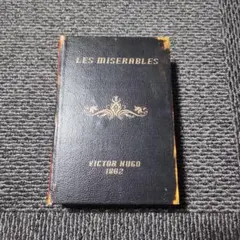 LES MISERABLES
VICTOR HUGO
1862